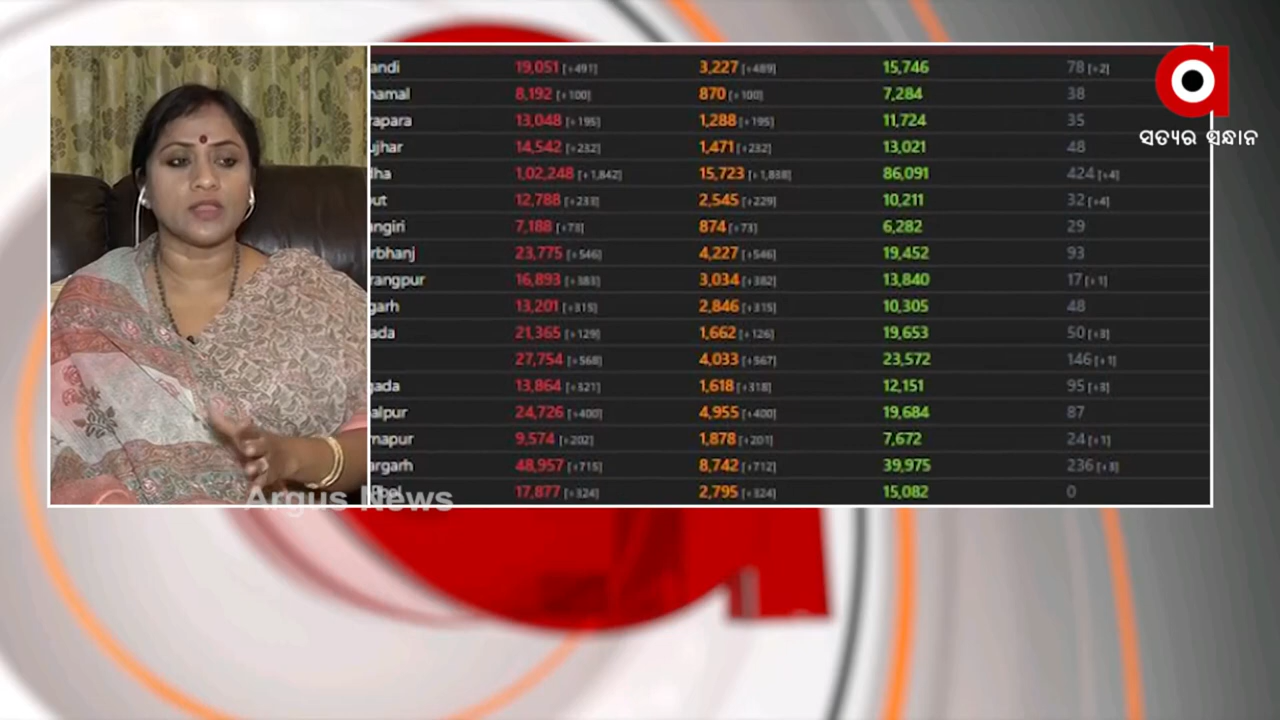 andi 19,051 [+491] 3,227 [+489] 15,746 78 [+2]
hamal 8,192 [+100] 870 [+100] 7,284 38
rapara 13,048 [+195] 1,288 [+195] 11,724 35
ujhar 14,542 [+232] 1,471 [+232] 13,021 48
dha 1,02,248 [+1,842] 15,723 [+1,838] 86,091 424 [+4]
put 12,788 [+233] 2,545 [+229] 10,211 32 [+4]
angiri 7,188 [+73] 874 [+73] 6,282 29
rbhanj 23,775 [+546] 4,227 [+546] 19,452 93
rangpur 16,893 [+383] 3,034 [+382] 13,840 17 [+1]
garh 13,201 [+315] 2,846 [+315] 10,305 48
ada 21,365 [+129] 1,662 [+126] 19,653 50 [+3]
27,754 [+568] 4,033 [+567] 23,572 146 [+1]
gada 13,864 [+321] 1,618 [+318] 12,151 95 [+3]
alpur 24,726 [+400] 4,955 [+400] 19,684 87
rnapur 9,574 [+202] 1,878 [+201] 7,672 24 [+1]
argarh 48,957 [+715] 8,742 [+712] 39,975 236 [+3]
17,877 [+324] 2,795 [+324] 15,082 0
ସତ୍ୟର ସନ୍ଧାନ
Argus News